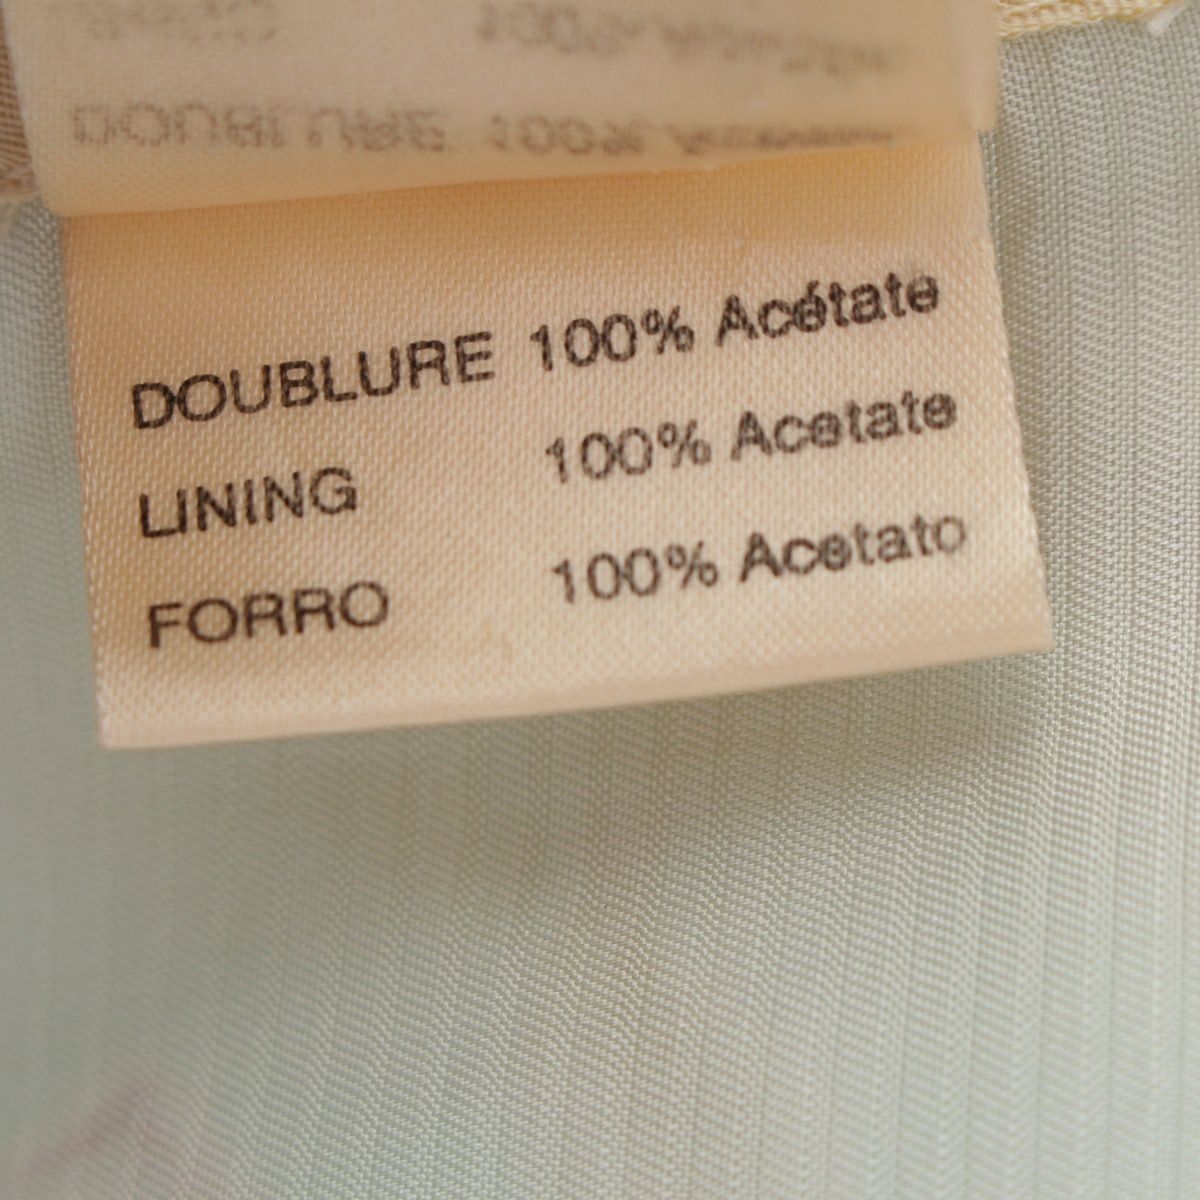 DOUBLURE 100% Acétate
LINING 100% Acetate
FORRO 100% Acetato